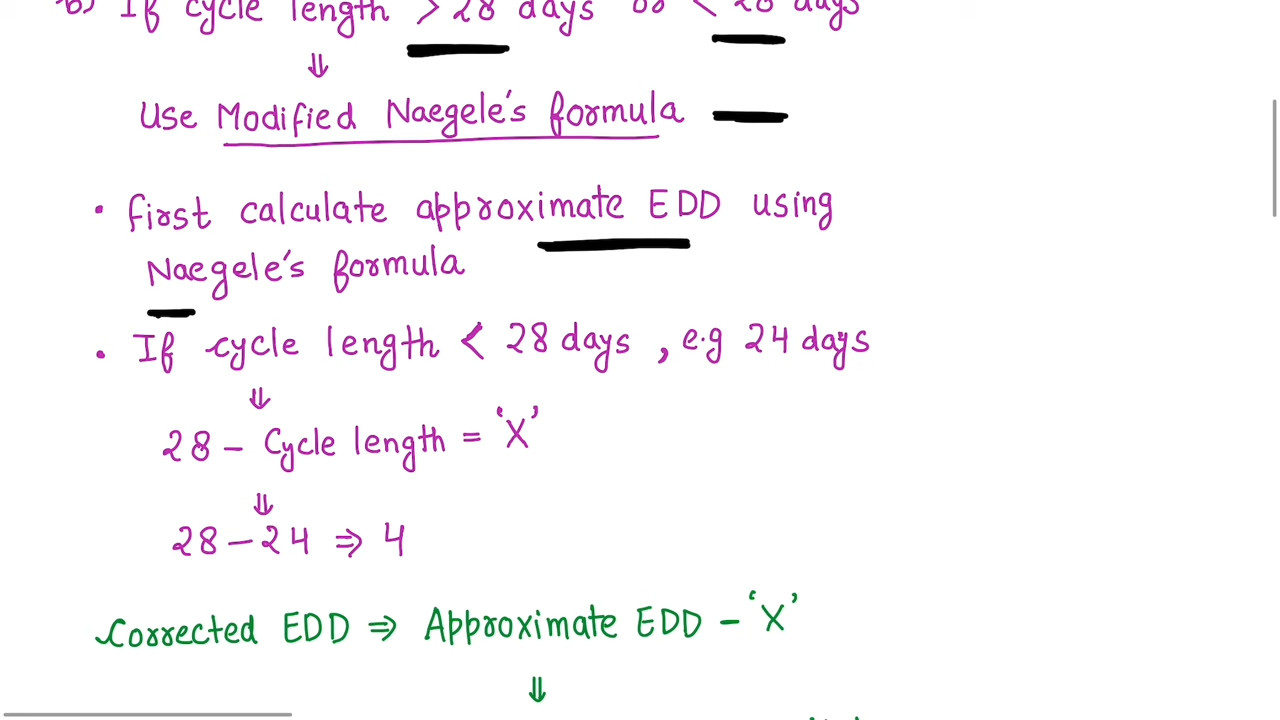 b) If cycle length > 28 days or < 28 days
⇓
Use Modified Naegele's formula
• First calculate approximate EDD using
Naegele's formula
• If cycle length < 28 days , e.g 24 days
⇓
28 – Cycle length = 'X'
⇓
28 – 24 ⇒ 4
Corrected EDD ⇒ Approximate EDD – 'X'
⇓